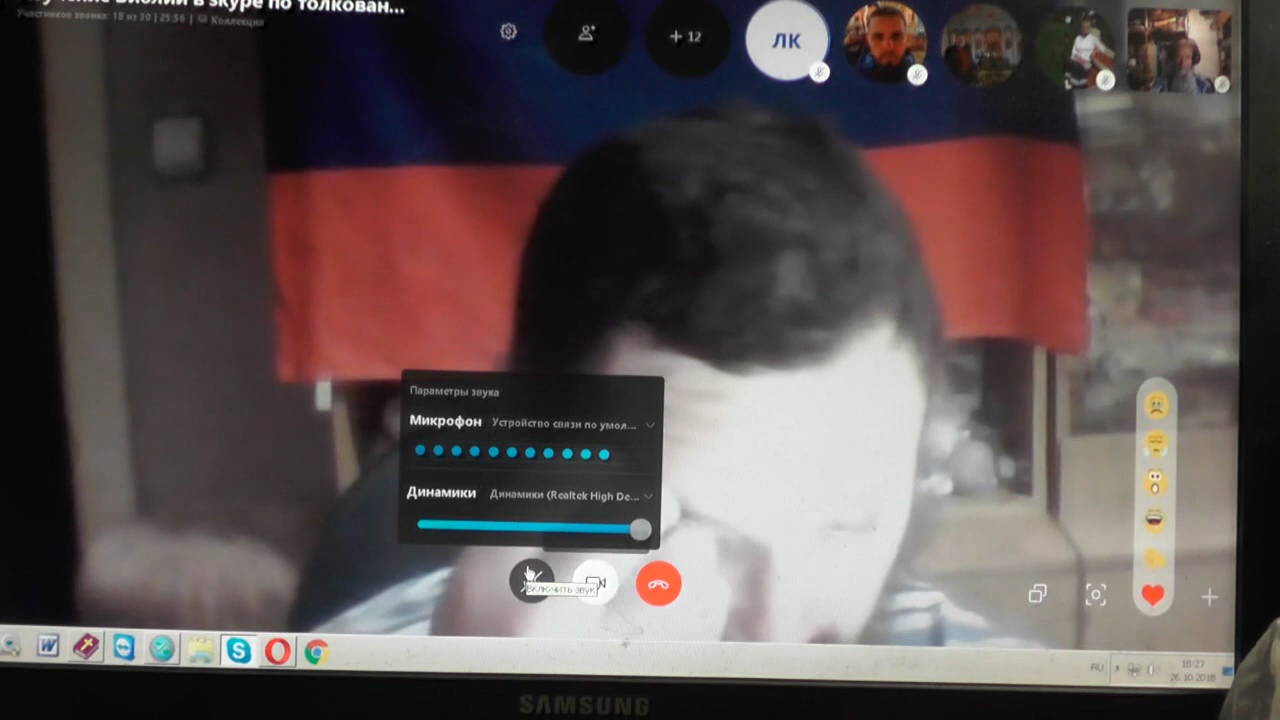 Библии в skype по толкован...
Участников звонка: 18 из 30 | 25:56 | Коллекция
+ 12
ЛК
Параметры звука
Микрофон Устройство связи по умол...
Динамики Динамики (Realtek High De...
Включить звук
W
S
RU
18:27
26.10.2018
SAMSUNG